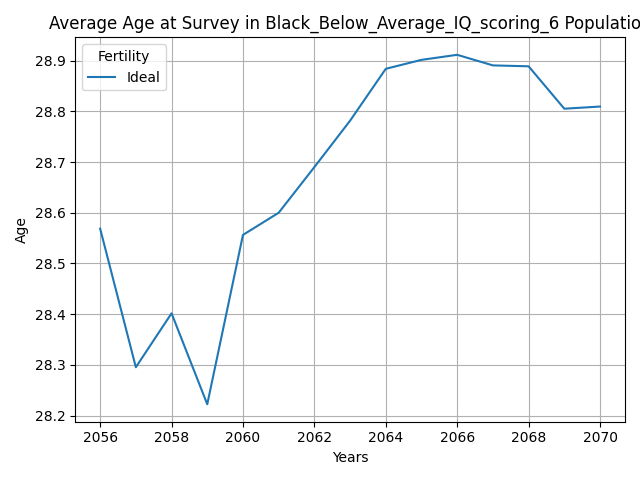 Average Age at Survey in Black_Below_Average_IQ_scoring_6 Populatio
Fertility
Ideal
28.9
28.8
28.7
28.6
28.5
28.4
28.3
28.2
Age
2056 2058 2060 2062 2064 2066 2068 2070
Years